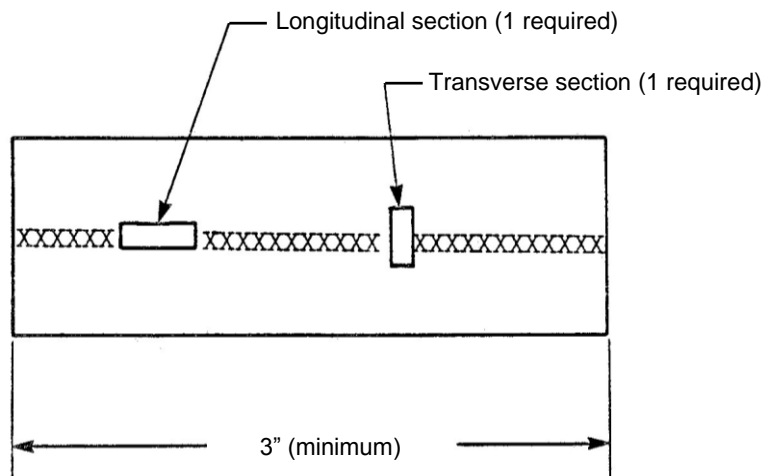 Longitudinal section (1 required)
Transverse section (1 required)
3” (minimum)